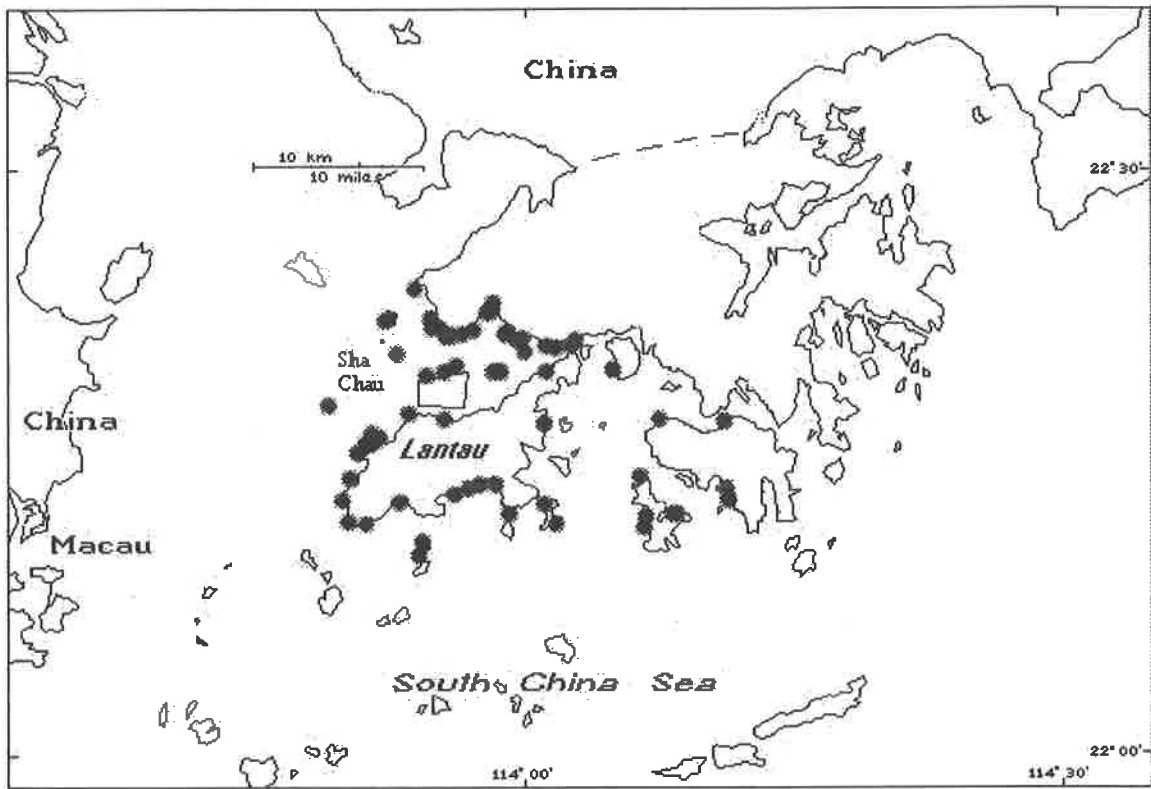 China
10 km
10 miles
22° 30'
Sha
Chau
China
Lantau
Macau
South China Sea
22° 00'
114° 00'
114° 30'